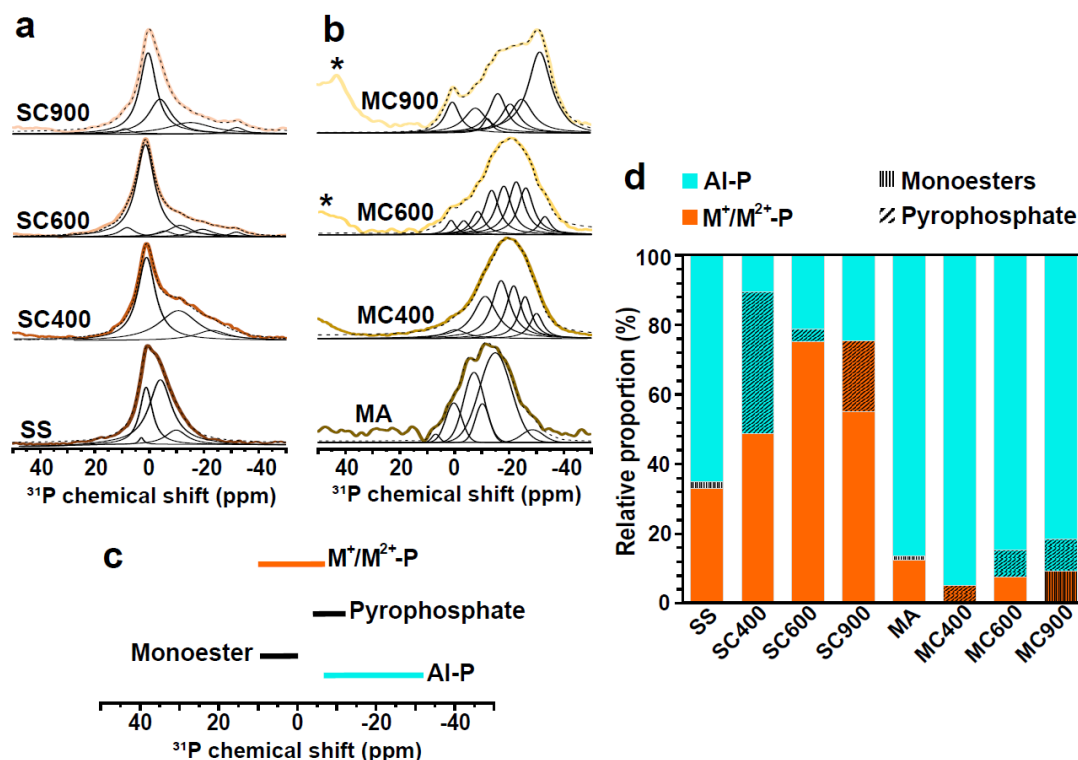 a
SC900
SC600
SC400
SS
40 20 0 -20 -40
³¹P chemical shift (ppm)
b
*
MC900
*
MC600
MC400
MA
40 20 0 -20 -40
³¹P chemical shift (ppm)
c
M⁺/M²⁺-P
Pyrophosphate
Monoester
Al-P
40 20 0 -20 -40
³¹P chemical shift (ppm)
d
Al-P
Monoesters
M⁺/M²⁺-P
Pyrophosphate
Relative proportion (%)
100
80
60
40
20
0
SS SC400 SC600 SC900 MA MC400 MC600 MC900